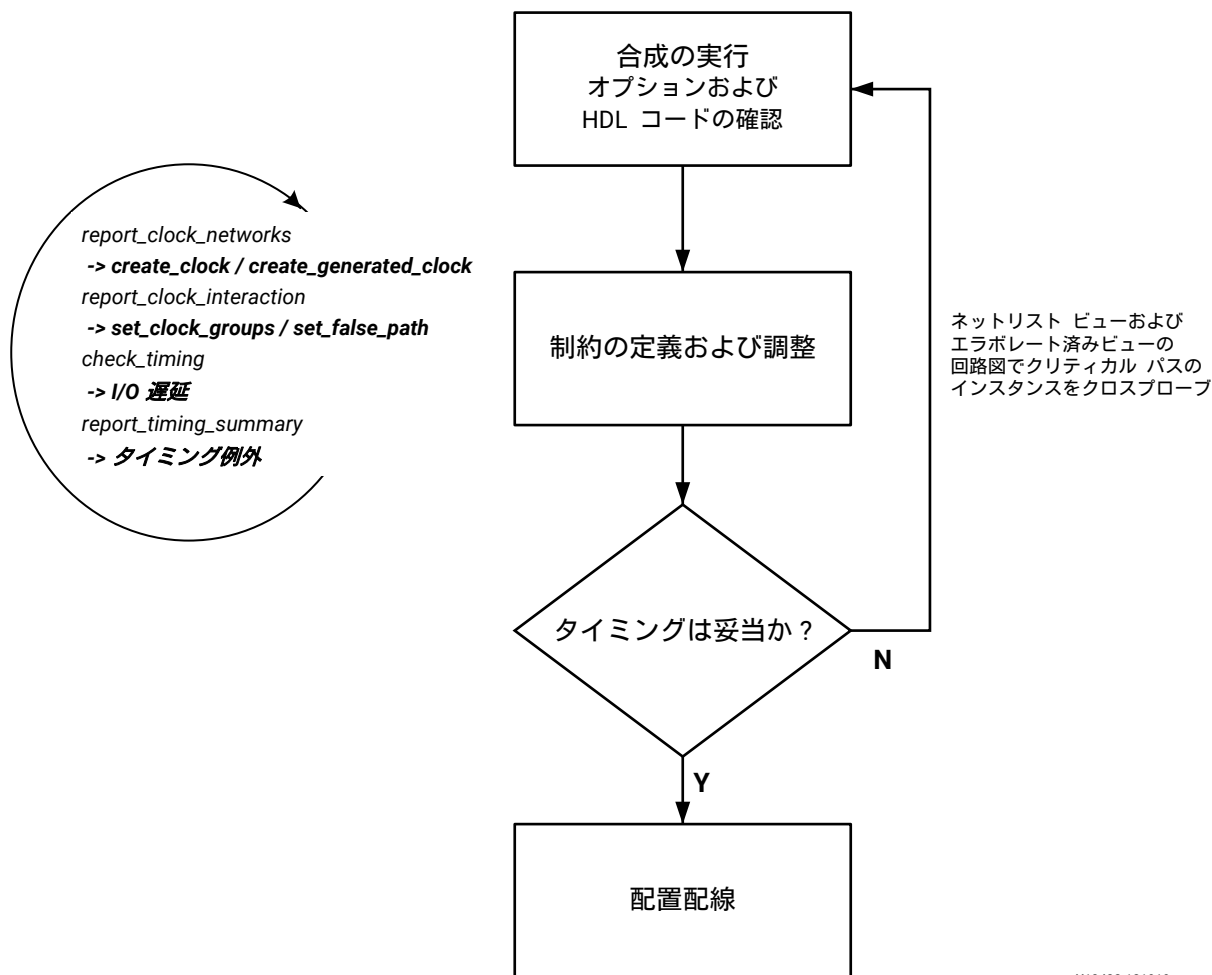 合成の実行
オプションおよび
HDL コードの確認
report_clock_networks
-> create_clock / create_generated_clock
report_clock_interaction
-> set_clock_groups / set_false_path
check_timing
-> I/O 遅延
report_timing_summary
-> タイミング例外
制約の定義および調整
ネットリスト ビューおよび
エラボレート済みビューの
回路図でクリティカル パスの
インスタンスをクロスプローブ
タイミングは妥当か ?
N
Y
配置配線